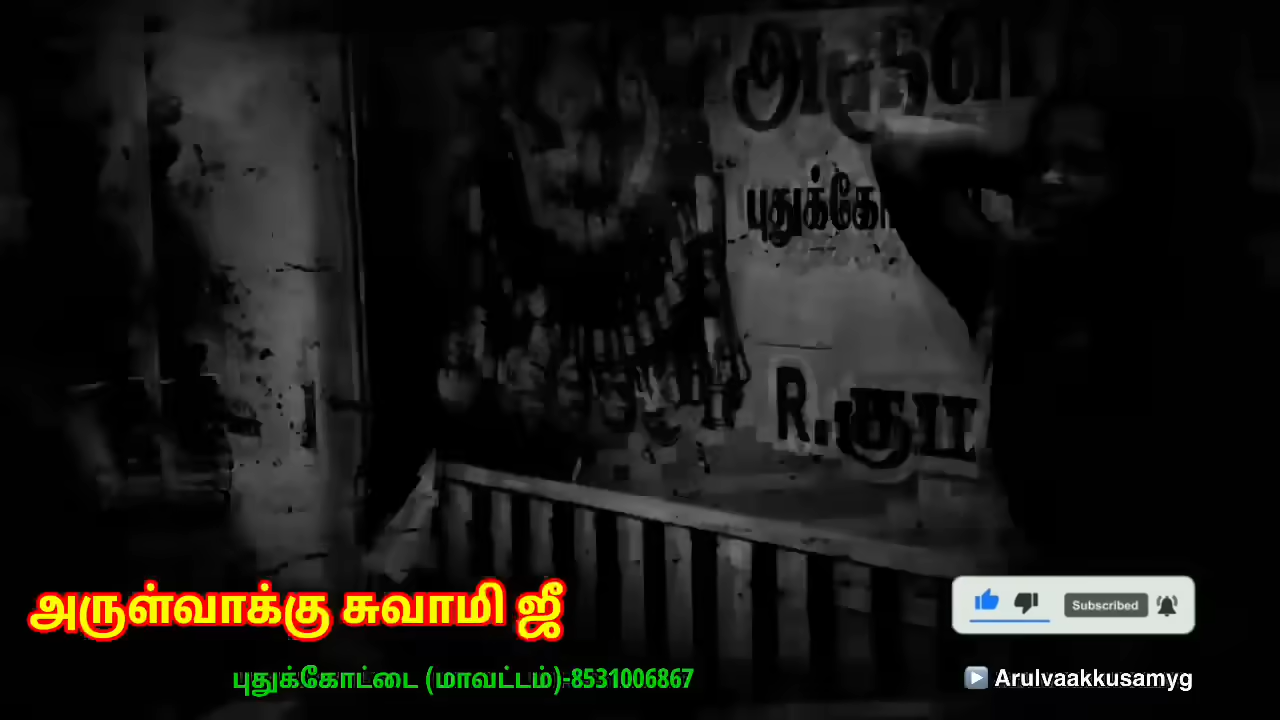 புதுக்கோ
R.கும
அருள்வாக்கு சுவாமி ஜீ
Subscribed
புதுக்கோட்டை (மாவட்டம்)-8531006867
Arulvaakkusamyg